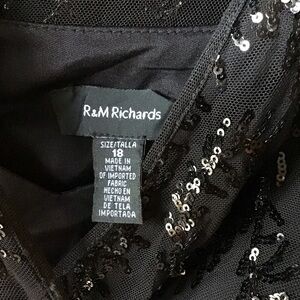 R&M Richards
SIZE/TALLA
18
MADE IN
VIETNAM
OF IMPORTED
FABRIC
HECHO EN
VIETNAM
DE TELA
IMPORTADA